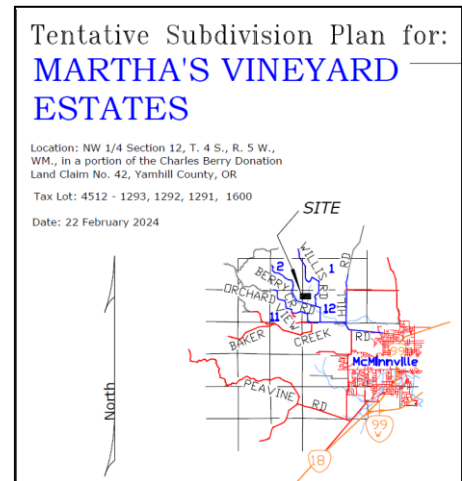 Tentative Subdivision Plan for:
MARTHA'S VINEYARD
ESTATES
Location: NW 1/4 Section 12, T. 4 S., R. 5 W.,
WM., in a portion of the Charles Berry Donation
Land Claim No. 42, Yamhill County, OR
Tax Lot: 4512 - 1293, 1292, 1291, 1600
Date: 22 February 2024
SITE
2
WILLIS RD
1
BERRY CR RD
HILL RD
ORCHARD VIEW
12
11
BAKER CREEK RD
99
McMinnville
PEAVINE RD
North
99
18